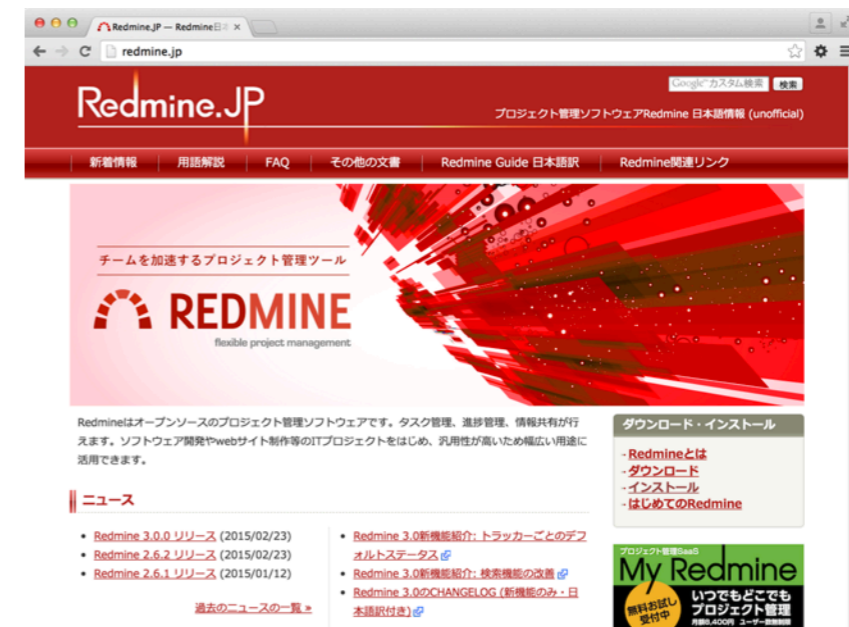 Redmine.JP — Redmine日本
redmine.jp
Redmine.JP
Google カスタム検索
検索
プロジェクト管理ソフトウェアRedmine 日本語情報 (unofficial)
新着情報
用語解説
FAQ
その他の文書
Redmine Guide 日本語訳
Redmine関連リンク
チームを加速するプロジェクト管理ツール
REDMINE
flexible project management
Redmineはオープンソースのプロジェクト管理ソフトウェアです。タスク管理、進捗管理、情報共有が行
えます。ソフトウェア開発やwebサイト制作等のITプロジェクトをはじめ、汎用性が高いため幅広い用途に
活用できます。
ニュース
Redmine 3.0.0 リリース (2015/02/23)
Redmine 2.6.2 リリース (2015/02/23)
Redmine 2.6.1 リリース (2015/01/12)
過去のニュースの一覧 »
Redmine 3.0新機能紹介: トラッカーごとのデフ
ォルトステータス
Redmine 3.0新機能紹介: 検索機能の改善
Redmine 3.0のCHANGELOG (新機能のみ・日
本語訳付き)
ダウンロード・インストール
Redmineとは
ダウンロード
インストール
はじめてのRedmine
プロジェクト管理SaaS
My Redmine
無料お試し
受付中
いつでもどこでも
プロジェクト管理
月額8,400円 ユーザー数無制限